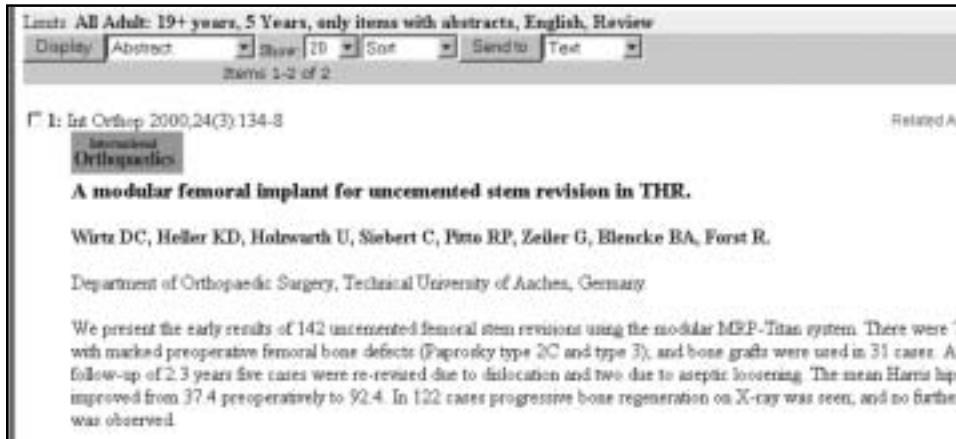 Limits: All Adult: 19+ years, 5 Years, only items with abstracts, English, Review
Display Abstract Show: 20 Sort Send to Text
Items 1-2 of 2
1: Int Orthop 2000;24(3):134-8 Related A
International
Orthopaedics
A modular femoral implant for uncemented stem revision in THR.
Wirtz DC, Heller KD, Holzwarth U, Siebert C, Pitto RP, Zeiler G, Blencke BA, Forst R.
Department of Orthopaedic Surgery, Technical University of Aachen, Germany.
We present the early results of 142 uncemented femoral stem revisions using the modular MRP-Titan system. There were
with marked preoperative femoral bone defects (Paprosky type 2C and type 3), and bone grafts were used in 31 cases. A
follow-up of 2.3 years five cases were re-revised due to dislocation and two due to aseptic loosening. The mean Harris hip
improved from 37.4 preoperatively to 92.4. In 122 cases progressive bone regeneration on X-ray was seen, and no furthe
was observed.